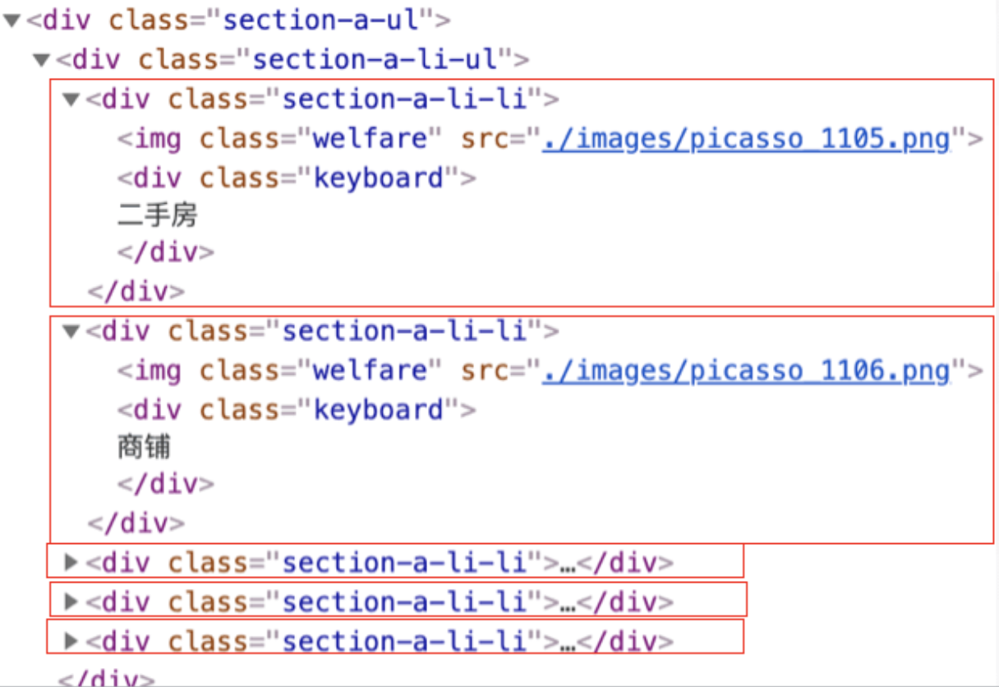 ▼<div class="section-a-ul">
▼<div class="section-a-li-ul">
▼<div class="section-a-li-li">
<img class="welfare" src="./images/picasso_1105.png">
<div class="keyboard">
二手房
</div>
</div>
▼<div class="section-a-li-li">
<img class="welfare" src="./images/picasso_1106.png">
<div class="keyboard">
商铺
</div>
</div>
▶<div class="section-a-li-li">…</div>
▶<div class="section-a-li-li">…</div>
▶<div class="section-a-li-li">…</div>
</div>